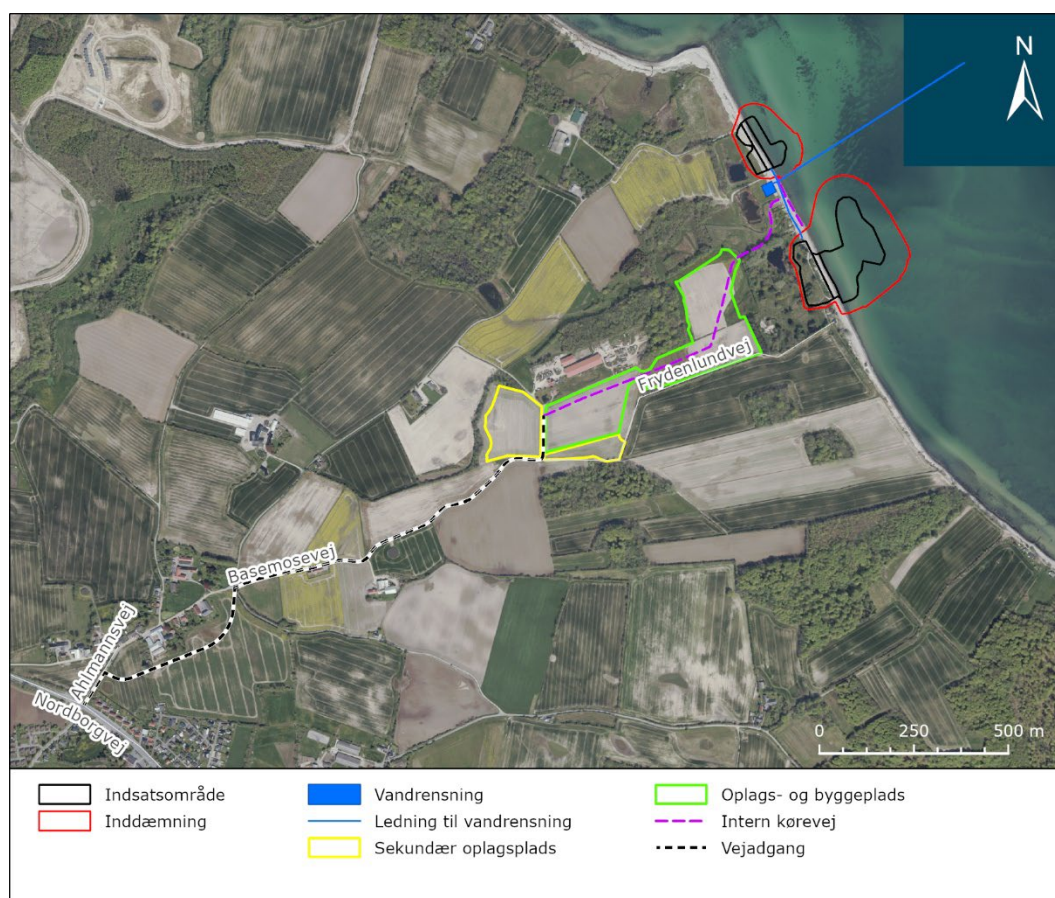 N
Frydenlundvej
Basemosevej
Ahlmannsvej
Nordborgvej
0 250 500 m
Indsatsområde
Inddæmning
Vandrensning
Ledning til vandrensning
Sekundær oplagsplads
Oplags- og byggeplads
Intern kørevej
Vejadgang